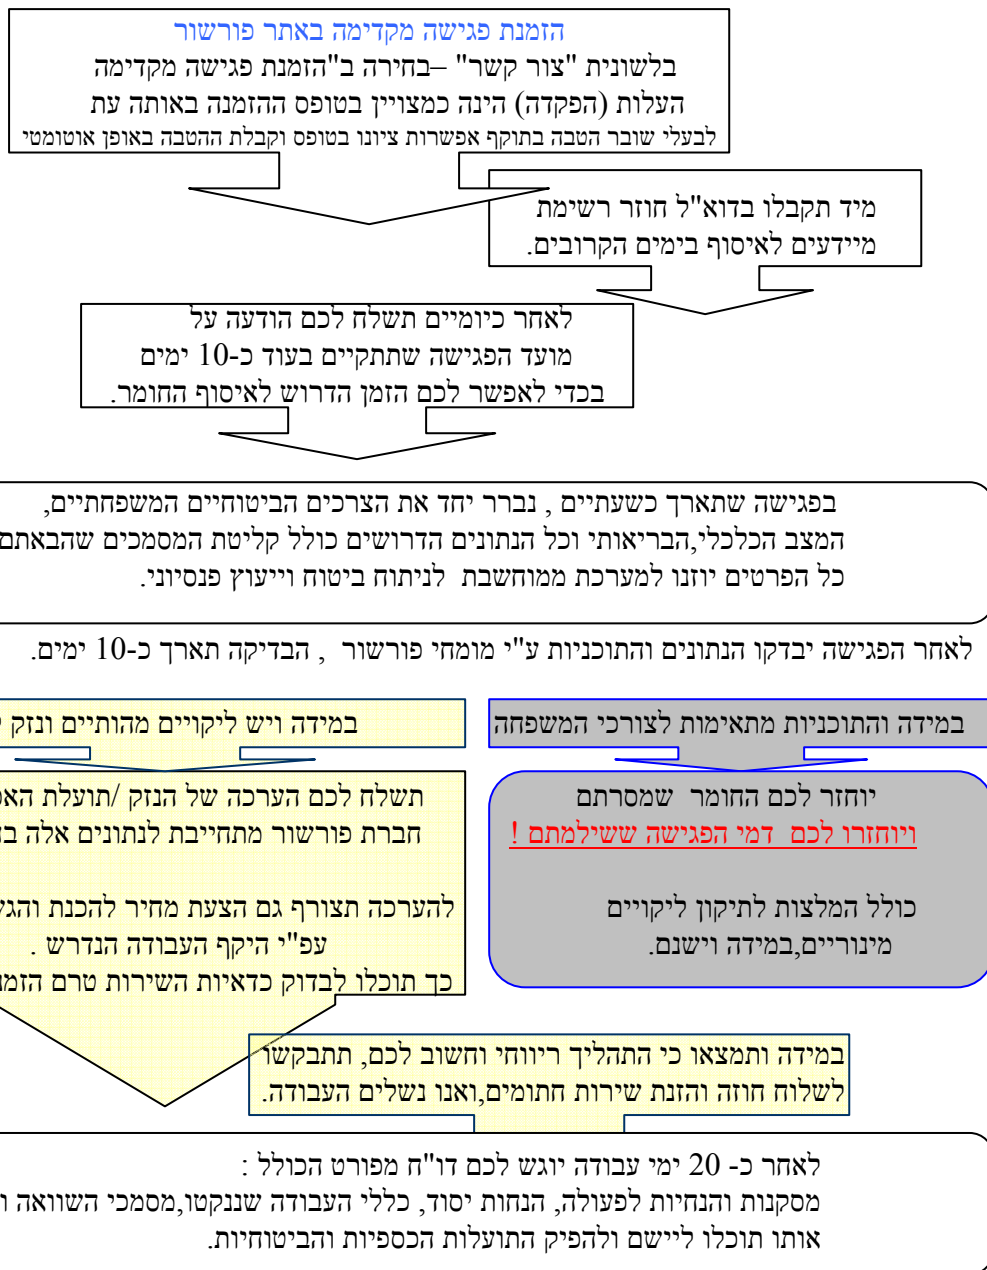 הזמנת פגישה מקדימה באתר פורשור
בלשונית "צור קשר" –בחירה ב"הזמנת פגישה מקדימה
העלות (הפקדה) הינה כמצויין בטופס ההזמנה באותה עת
לבעלי שובר הטבה בתוקף אפשרות ציונו בטופס וקבלת ההטבה באופן אוטומטי
מיד תקבלו בדוא"ל חוזר רשימת
מיידעים לאיסוף בימים הקרובים.
לאחר כיומיים תשלח לכם הודעה על
מועד הפגישה שתתקיים בעוד כ-10 ימים
בכדי לאפשר לכם הזמן הדרוש לאיסוף החומר.
בפגישה שתארך כשעתיים , נברר יחד את הצרכים הביטוחיים המשפחתיים,
המצב הכלכלי,הבריאותי וכל הנתונים הדרושים כולל קליטת המסמכים שהבאתם
כל הפרטים יוזנו למערכת ממוחשבת  לניתוח ביטוח וייעוץ פנסיוני.
לאחר הפגישה יבדקו הנתונים והתוכניות ע"י מומחי פורשור  , הבדיקה תארך כ-10 ימים.
במידה והתוכניות מתאימות לצורכי המשפחה
יוחזר לכם החומר  שמסרתם
ויוחזרו לכם  דמי הפגישה ששילמתם !
כולל המלצות לתיקון ליקויים
מינוריים,במידה וישנם.
במידה ויש ליקויים מהותיים ונזק
תשלח לכם הערכה של הנזק /תועלת
חברת פורשור מתחייבת לנתונים אלה
להערכה תצורף גם הצעת מחיר להכנת
עפ"י היקף העבודה הנדרש .
כך תוכלו לבדוק כדאיות השירות טרם
במידה ותמצאו כי התהליך ריווחי וחשוב לכם, תתבקשו
לשלוח חוזה והזנת שירות חתומים,ואנו נשלים העבודה.
לאחר כ- 20 ימי עבודה יוגש לכם דו"ח מפורט הכולל :
מסקנות והנחיות לפעולה, הנחות יסוד, כללי העבודה שננקטו,מסמכי השוואה
אותו תוכלו ליישם ולהפיק התועלות הכספיות והביטוחיות.